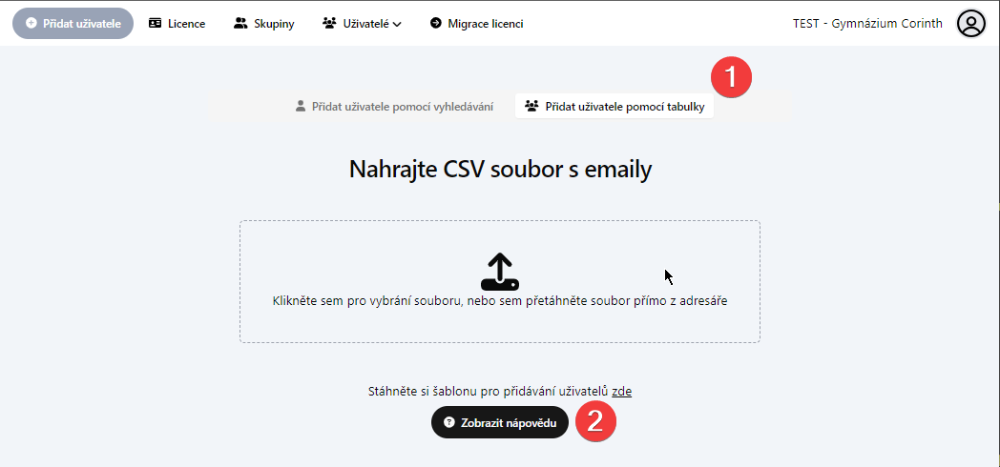 Přidat uživatele
Licence
Skupiny
Uživatelé
Migrace licencí
TEST - Gymnázium Corinth
1
Přidat uživatele pomocí vyhledávání
Přidat uživatele pomocí tabulky
Nahrajte CSV soubor s emaily
Klikněte sem pro vybrání souboru, nebo sem přetáhněte soubor přímo z adresáře
Stáhněte si šablonu pro přidávání uživatelů zde
Zobrazit nápovědu
2